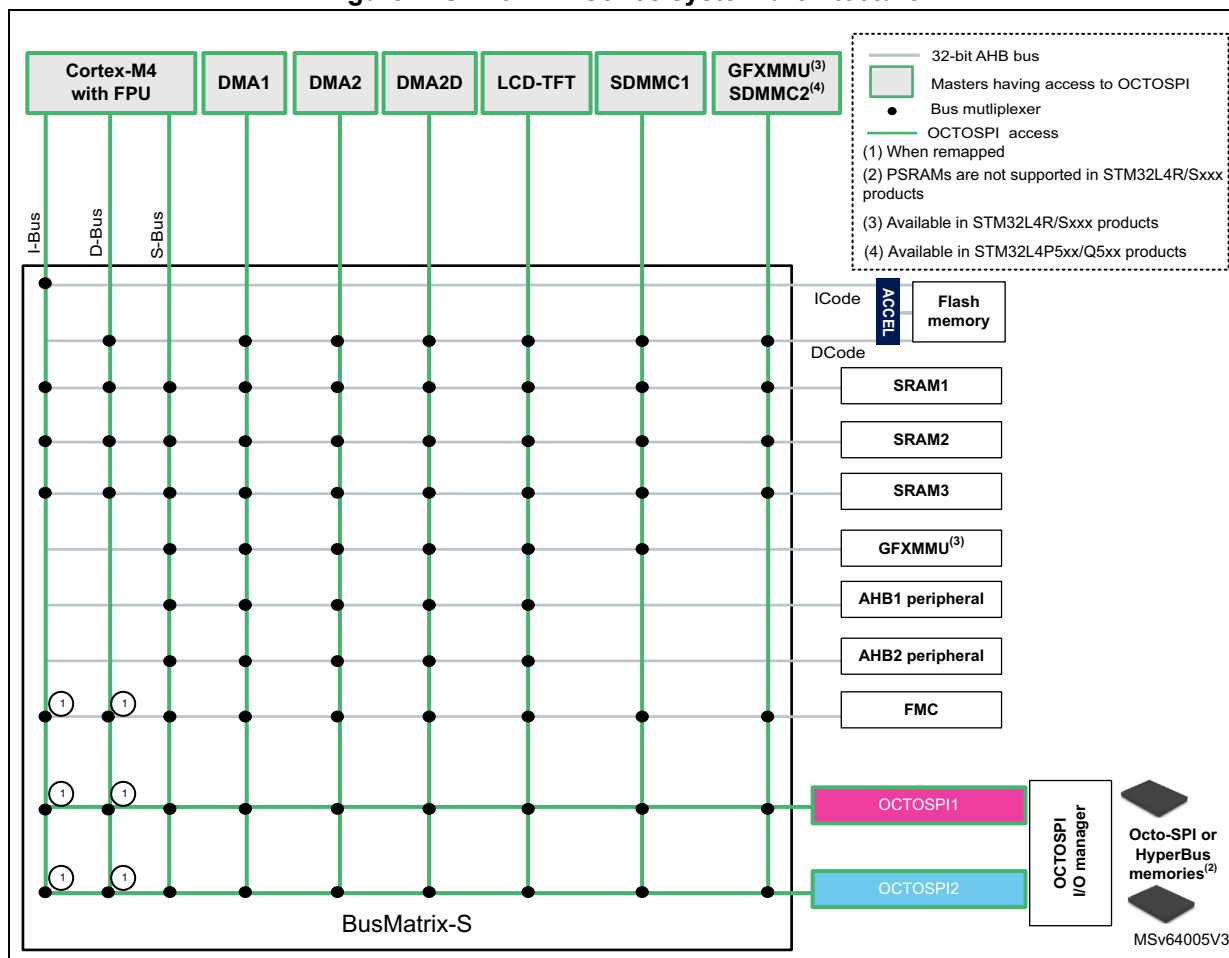 Cortex-M4
with FPU
DMA1
DMA2
DMA2D
LCD-TFT
SDMMC1
GFXMMU(3)
SDMMC2(4)
32-bit AHB bus
Masters having access to OCTOSPI
Bus mutliplexer
OCTOSPI access
(1) When remapped
(2) PSRAMs are not supported in STM32L4R/Sxxx
products
(3) Available in STM32L4R/Sxxx products
(4) Available in STM32L4P5xx/Q5xx products
I-Bus
D-Bus
S-Bus
ICode
DCode
ACCEL
Flash
memory
SRAM1
SRAM2
SRAM3
GFXMMU(3)
AHB1 peripheral
AHB2 peripheral
1
1
FMC
1
1
OCTOSPI1
1
1
OCTOSPI2
OCTOSPI
I/O manager
Octo-SPI or
HyperBus
memories(2)
BusMatrix-S
MSv64005V3